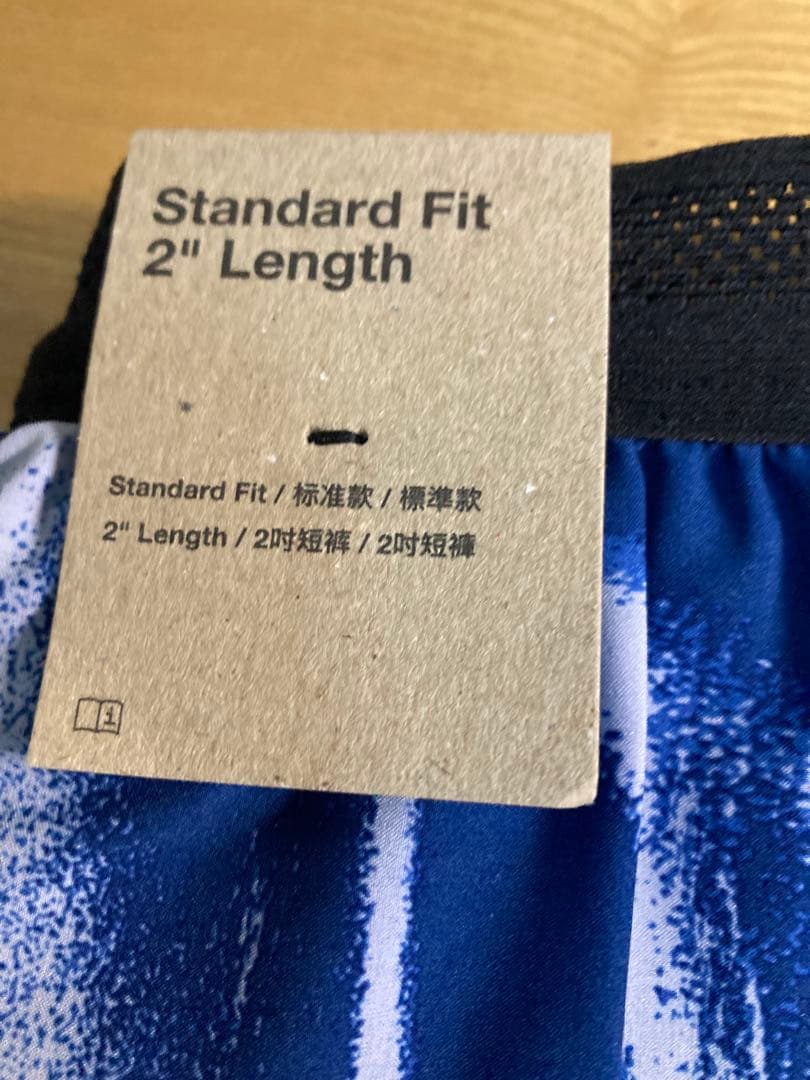 Standard Fit
2" Length
Standard Fit / 标准款 / 標準款
2" Length / 2吋短裤 / 2吋短褲
i